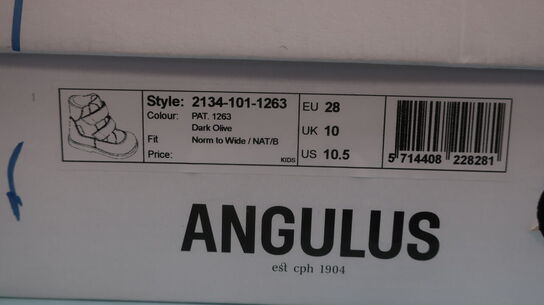 Style: 2134-101-1263
Colour: PAT. 1263
Dark Olive
Fit Norm to Wide / NAT/B
Price:
KIDS
EU 28
UK 10
US 10.5
5 714408 228281
ANGULUS
est cph 1904